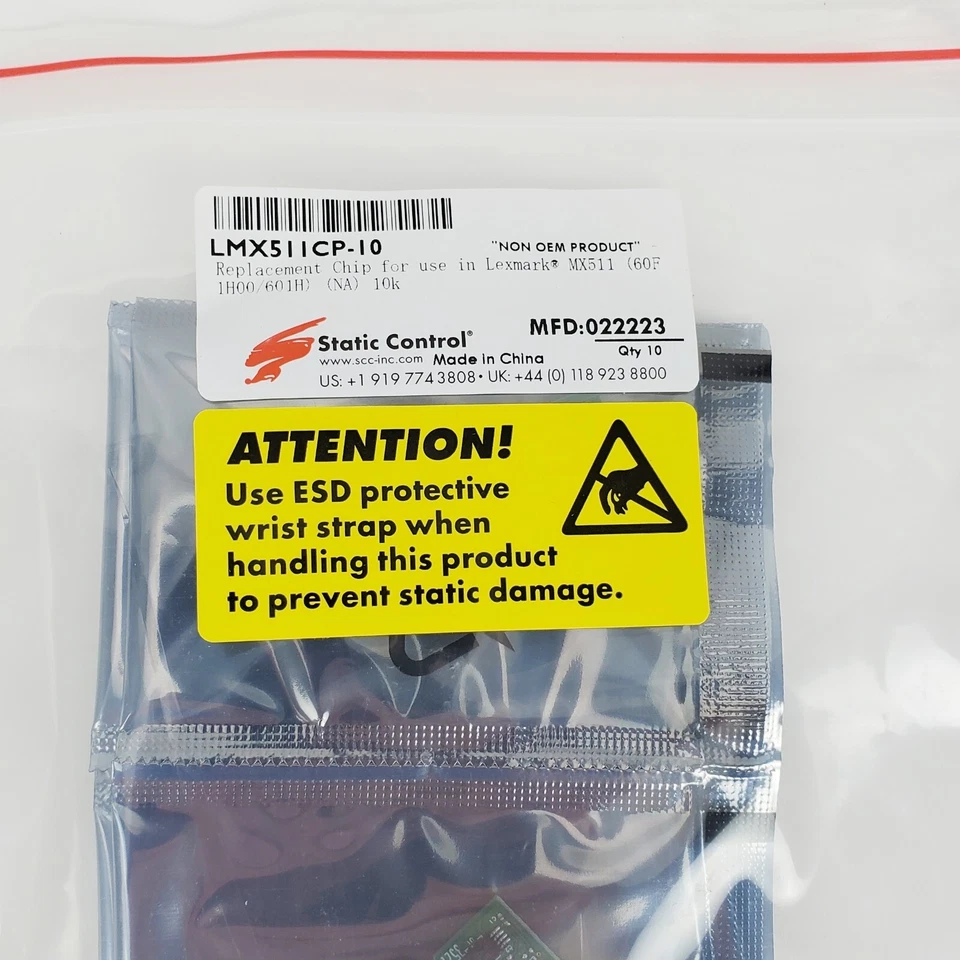 LMX511CP-10
"NON OEM PRODUCT"
Replacement Chip for use in Lexmark® MX511 (60F
1H00/601H) (NA) 10k
Static Control®
MFD:022223
www.scc-inc.com Made in China
Qty 10
US: +1 919 774 3808 • UK: +44 (0) 118 923 8800
ATTENTION!
Use ESD protective
wrist strap when
handling this product
to prevent static damage.